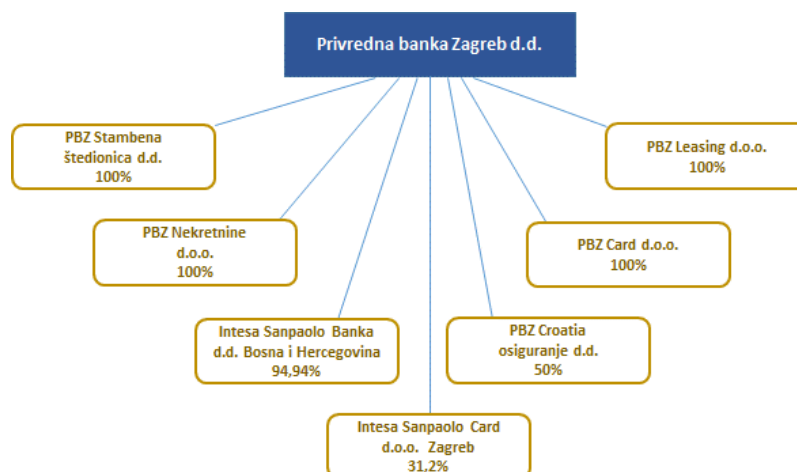 Privredna banka Zagreb d.d.
PBZ Stambena
štedionica d.d.
100%
PBZ Leasing d.o.o.
100%
PBZ Nekretnine
d.o.o.
100%
PBZ Card d.o.o.
100%
Intesa Sanpaolo Banka
d.d. Bosna i Hercegovina
94,94%
PBZ Croatia
osiguranje d.d.
50%
Intesa Sanpaolo Card
d.o.o. Zagreb
31,2%